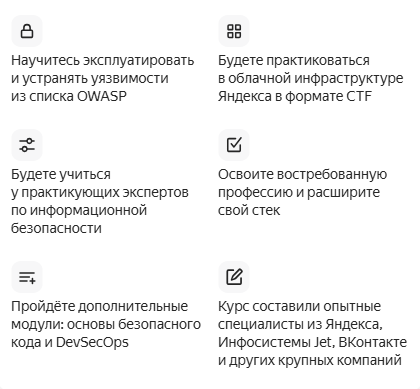 Научитесь эксплуатировать
и устранять уязвимости
из списка OWASP
Будете практиковаться
в облачной инфраструктуре
Яндекса в формате CTF
Будете учиться
у практикующих экспертов
по информационной
безопасности
Освоите востребованную
профессию и расширите
свой стек
Пройдёте дополнительные
модули: основы безопасного
кода и DevSecOps
Курс составили опытные
специалисты из Яндекса,
Инфосистемы Jet, ВКонтакте
и других крупных компаний